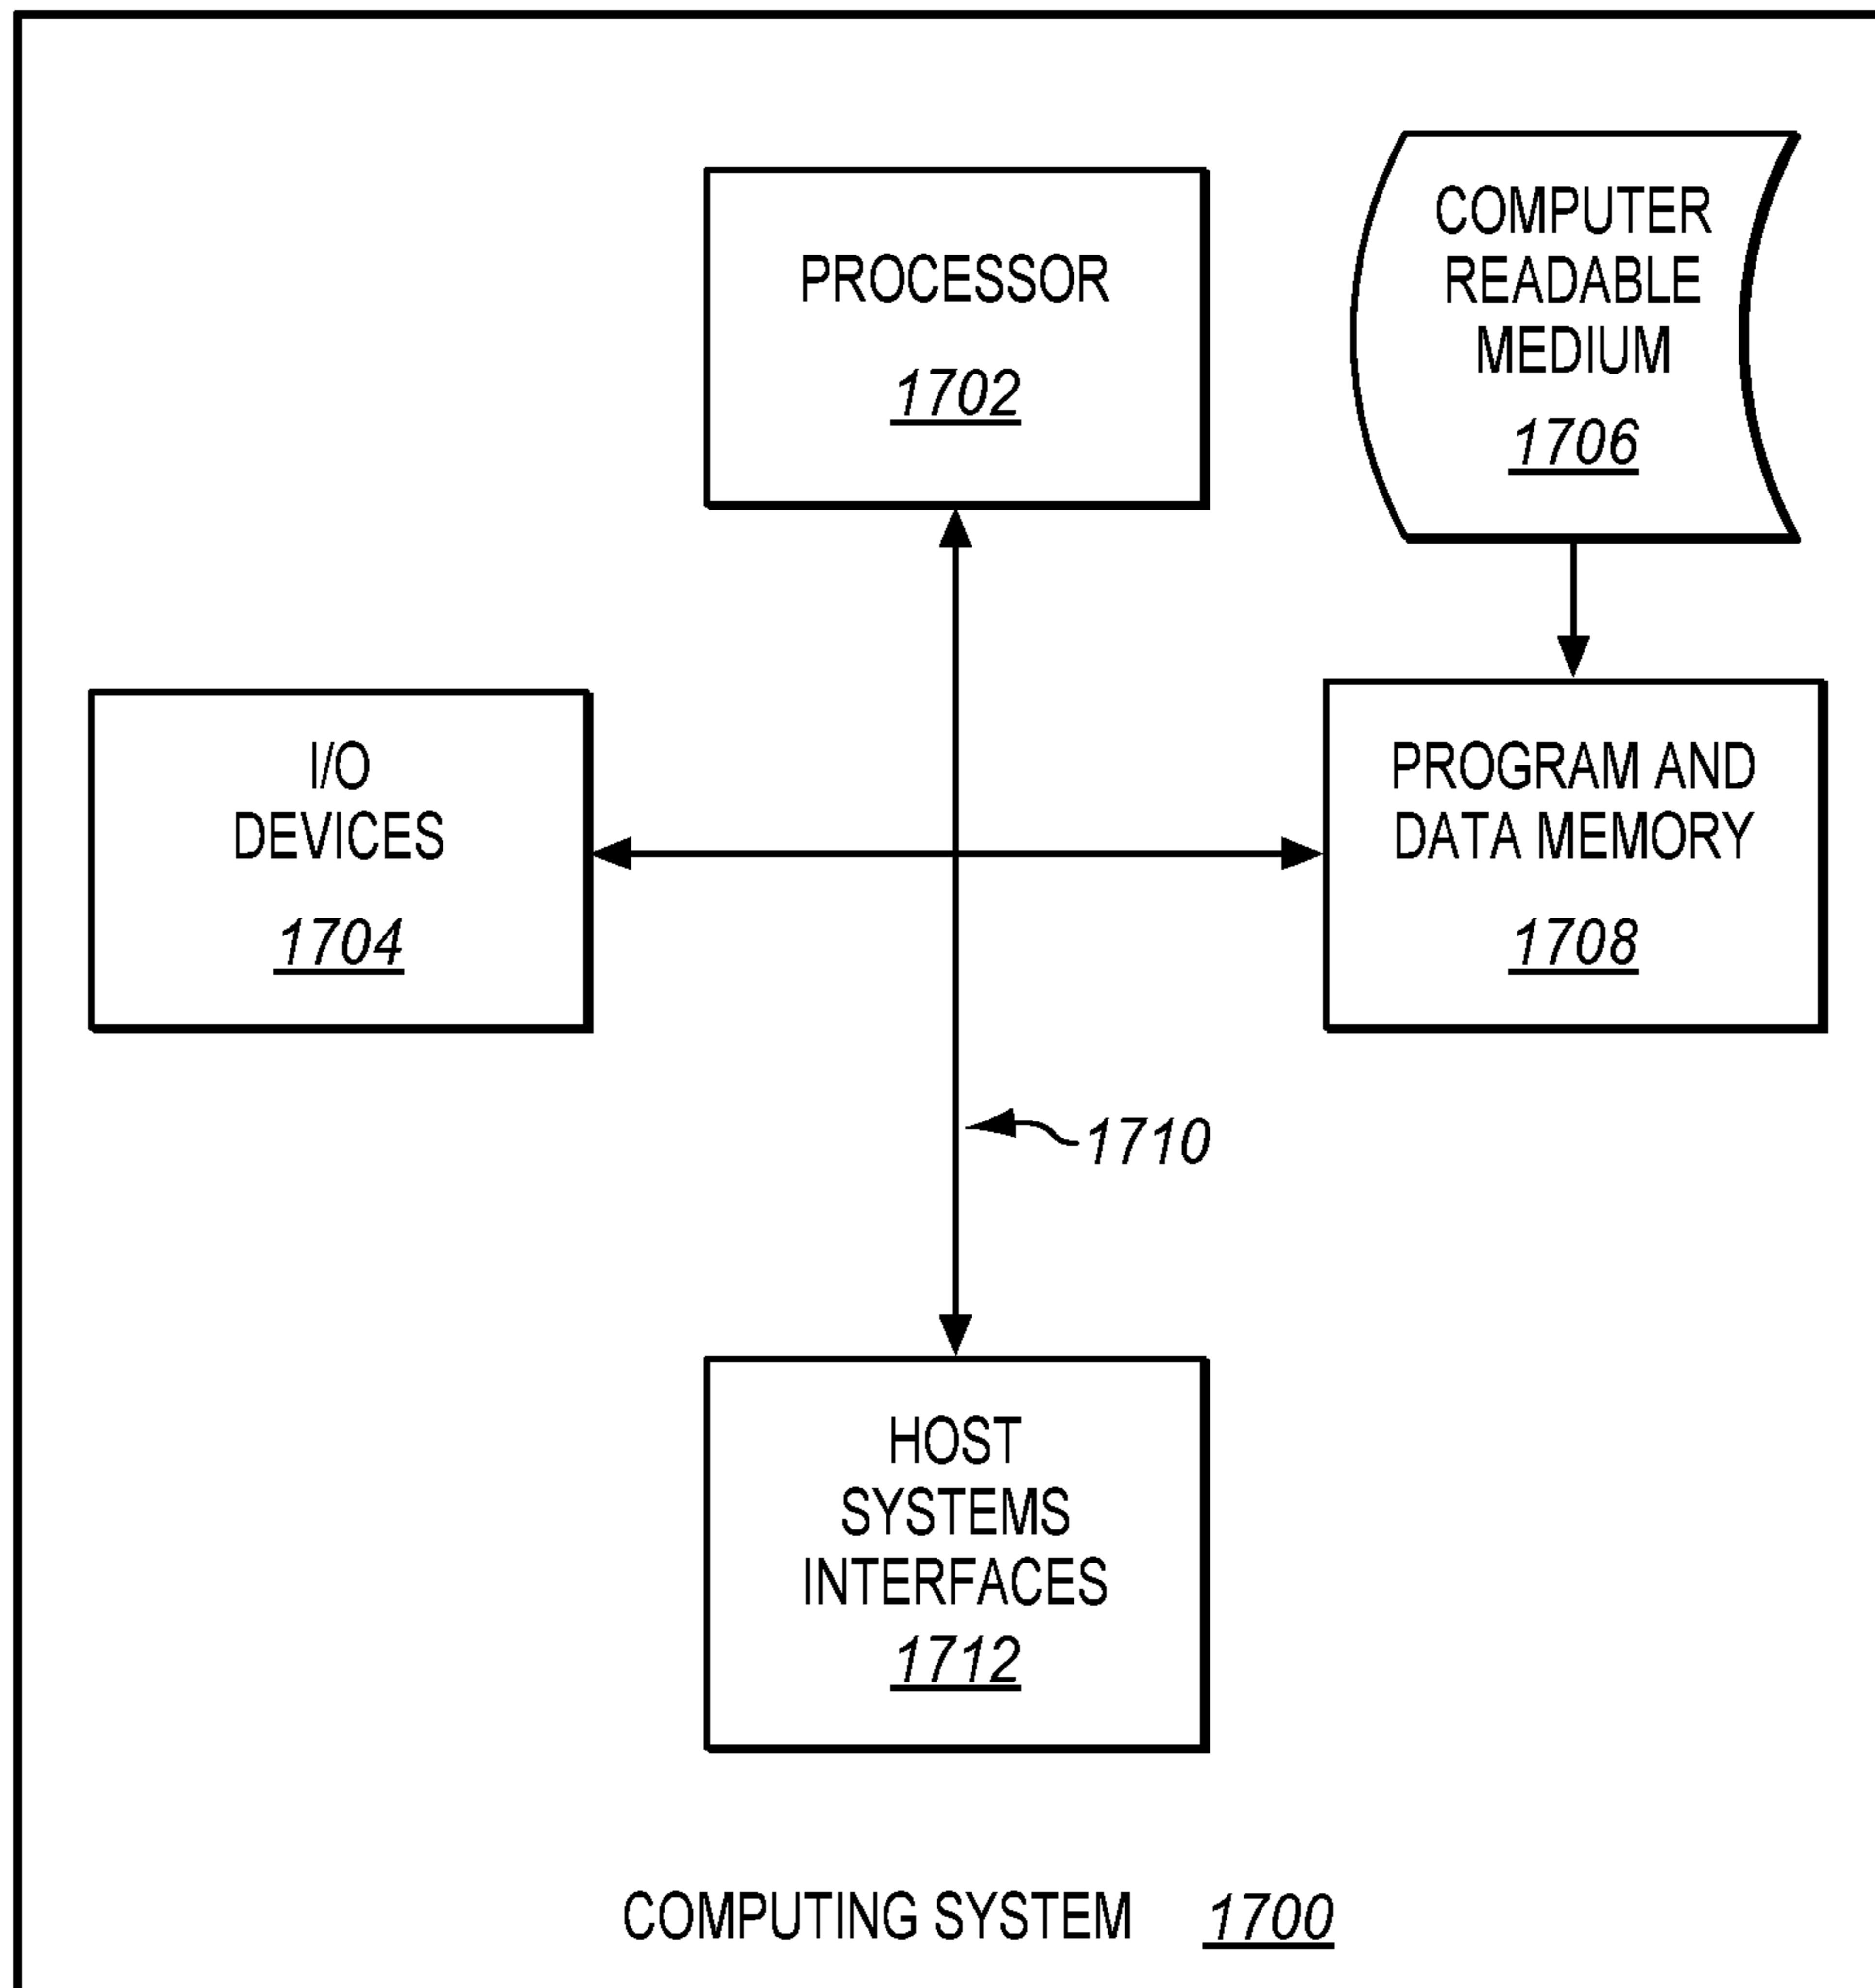 PROCESSOR
1702
COMPUTER
READABLE
MEDIUM
1706
I/O
DEVICES
1704
PROGRAM AND
DATA MEMORY
1708
1710
HOST
SYSTEMS
INTERFACES
1712
COMPUTING SYSTEM 1700